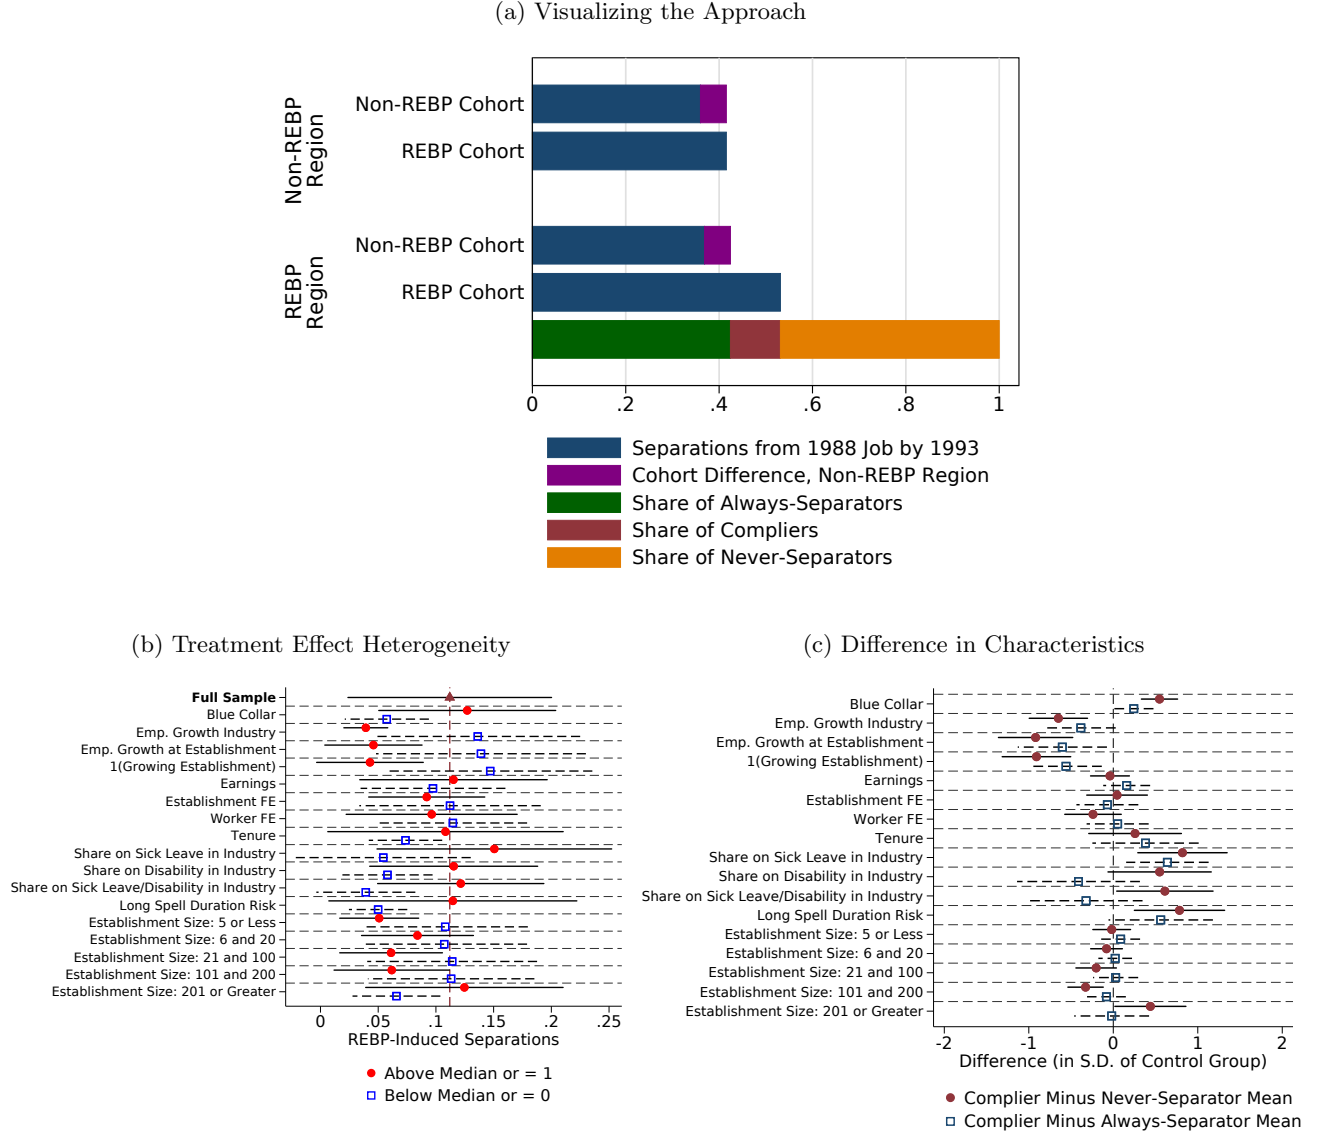 (a) Visualizing the Approach
Non-REBP
Region
Non-REBP Cohort
REBP Cohort
REBP
Region
Non-REBP Cohort
REBP Cohort
0 .2 .4 .6 .8 1
Separations from 1988 Job by 1993
Cohort Difference, Non-REBP Region
Share of Always-Separators
Share of Compliers
Share of Never-Separators
(b) Treatment Effect Heterogeneity
Full Sample
Blue Collar
Emp. Growth Industry
Emp. Growth at Establishment
1(Growing Establishment)
Earnings
Establishment FE
Worker FE
Tenure
Share on Sick Leave in Industry
Share on Disability in Industry
Share on Sick Leave/Disability in Industry
Long Spell Duration Risk
Establishment Size: 5 or Less
Establishment Size: 6 and 20
Establishment Size: 21 and 100
Establishment Size: 101 and 200
Establishment Size: 201 or Greater
0 .05 .1 .15 .2 .25
REBP-Induced Separations
Above Median or = 1
Below Median or = 0
(c) Difference in Characteristics
Blue Collar
Emp. Growth Industry
Emp. Growth at Establishment
1(Growing Establishment)
Earnings
Establishment FE
Worker FE
Tenure
Share on Sick Leave in Industry
Share on Disability in Industry
Share on Sick Leave/Disability in Industry
Long Spell Duration Risk
Establishment Size: 5 or Less
Establishment Size: 6 and 20
Establishment Size: 21 and 100
Establishment Size: 101 and 200
Establishment Size: 201 or Greater
-2 -1 0 1 2
Difference (in S.D. of Control Group)
Complier Minus Never-Separator Mean
Complier Minus Always-Separator Mean